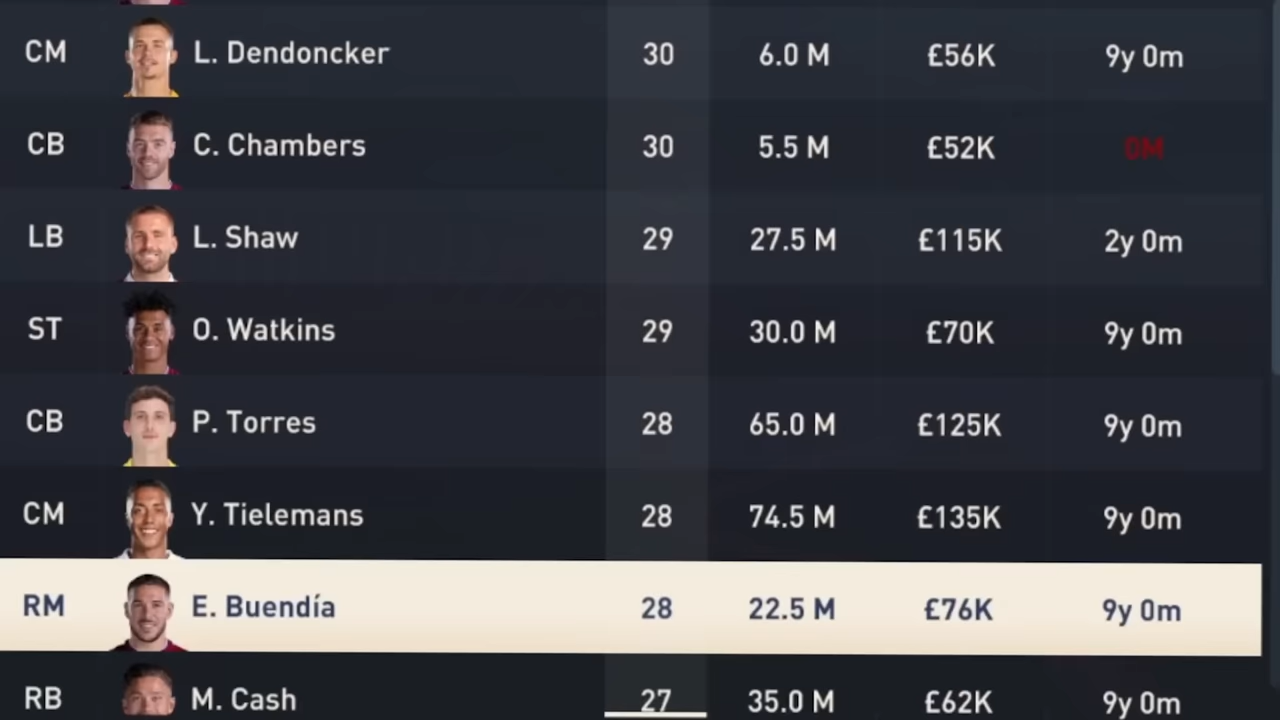 CM L. Dendoncker 30 6.0 M £56K 9y 0m
CB C. Chambers 30 5.5 M £52K 0M
LB L. Shaw 29 27.5 M £115K 2y 0m
ST O. Watkins 29 30.0 M £70K 9y 0m
CB P. Torres 28 65.0 M £125K 9y 0m
CM Y. Tielemans 28 74.5 M £135K 9y 0m
RM E. Buendía 28 22.5 M £76K 9y 0m
RB M. Cash 27 35.0 M £62K 9y 0m